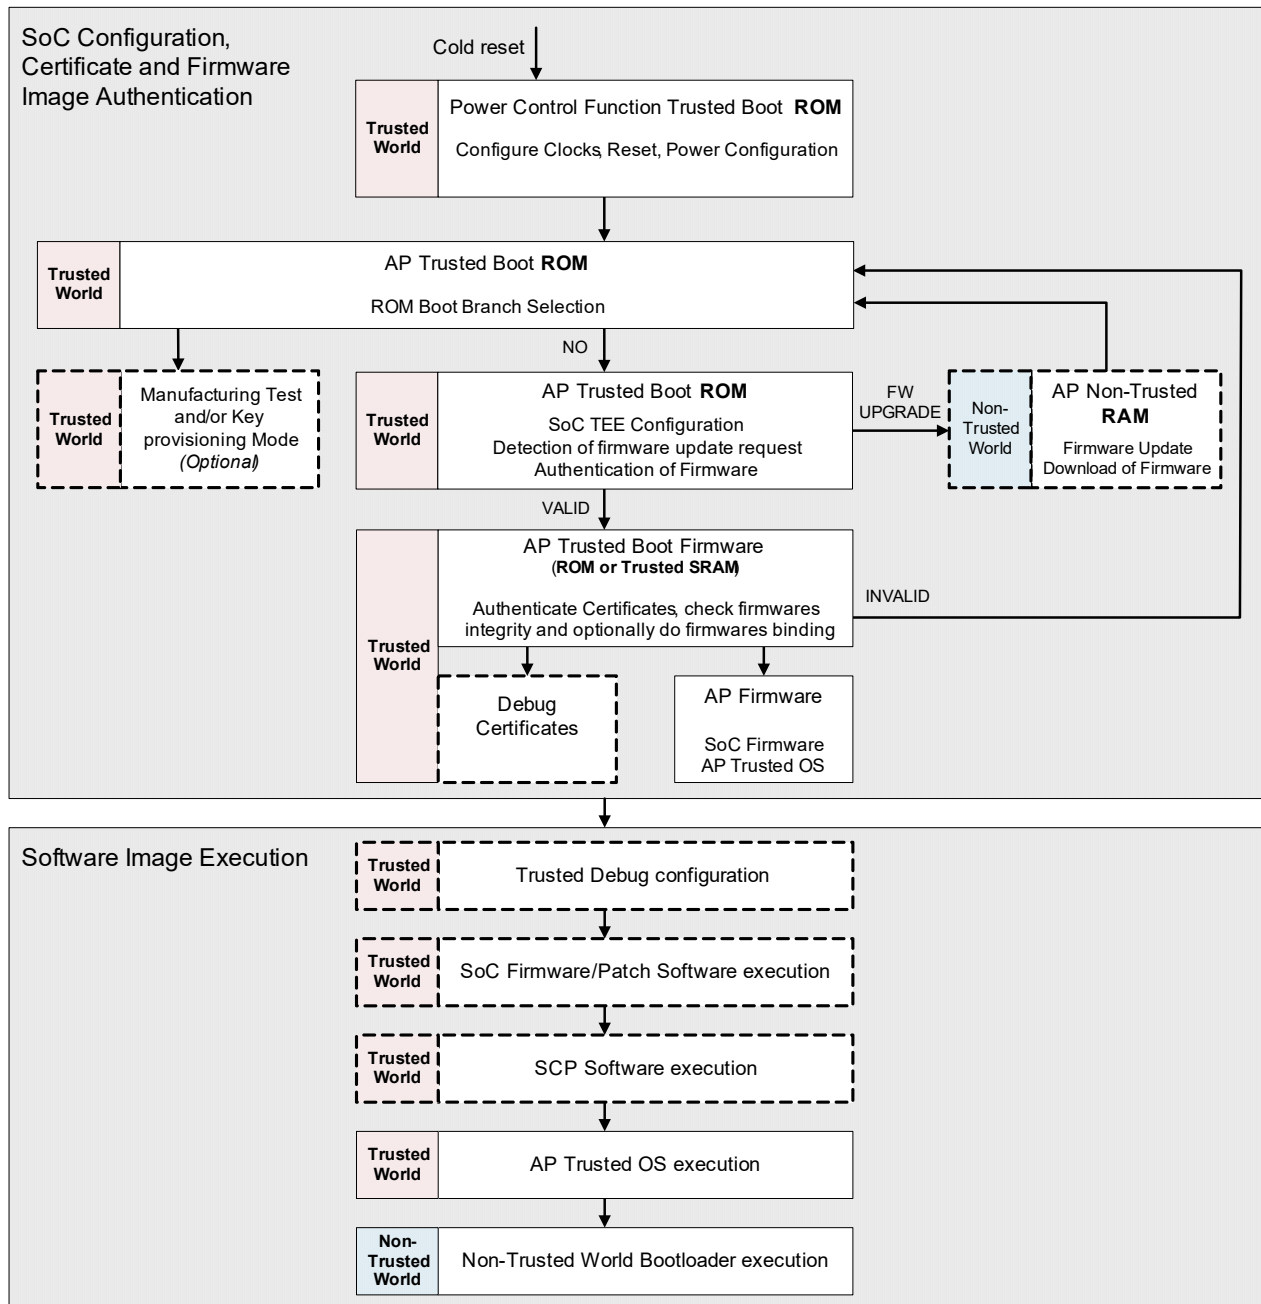 SoC Configuration,
Certificate and Firmware
Image Authentication
Cold reset
Trusted
World
Power Control Function Trusted Boot ROM
Configure Clocks, Reset, Power Configuration
Trusted
World
AP Trusted Boot ROM
ROM Boot Branch Selection
NO
Trusted
World
Manufacturing Test
and/or Key
provisioning Mode
(Optional)
Trusted
World
AP Trusted Boot ROM
SoC TEE Configuration
Detection of firmware update request
Authentication of Firmware
FW
UPGRADE
Non-
Trusted
World
AP Non-Trusted
RAM
Firmware Update
Download of Firmware
VALID
Trusted
World
AP Trusted Boot Firmware
(ROM or Trusted SRAM)
Authenticate Certificates, check firmwares
integrity and optionally do firmwares binding
INVALID
Debug
Certificates
AP Firmware
SoC Firmware
AP Trusted OS
Software Image Execution
Trusted
World
Trusted Debug configuration
Trusted
World
SoC Firmware/Patch Software execution
Trusted
World
SCP Software execution
Trusted
World
AP Trusted OS execution
Non-
Trusted
World
Non-Trusted World Bootloader execution